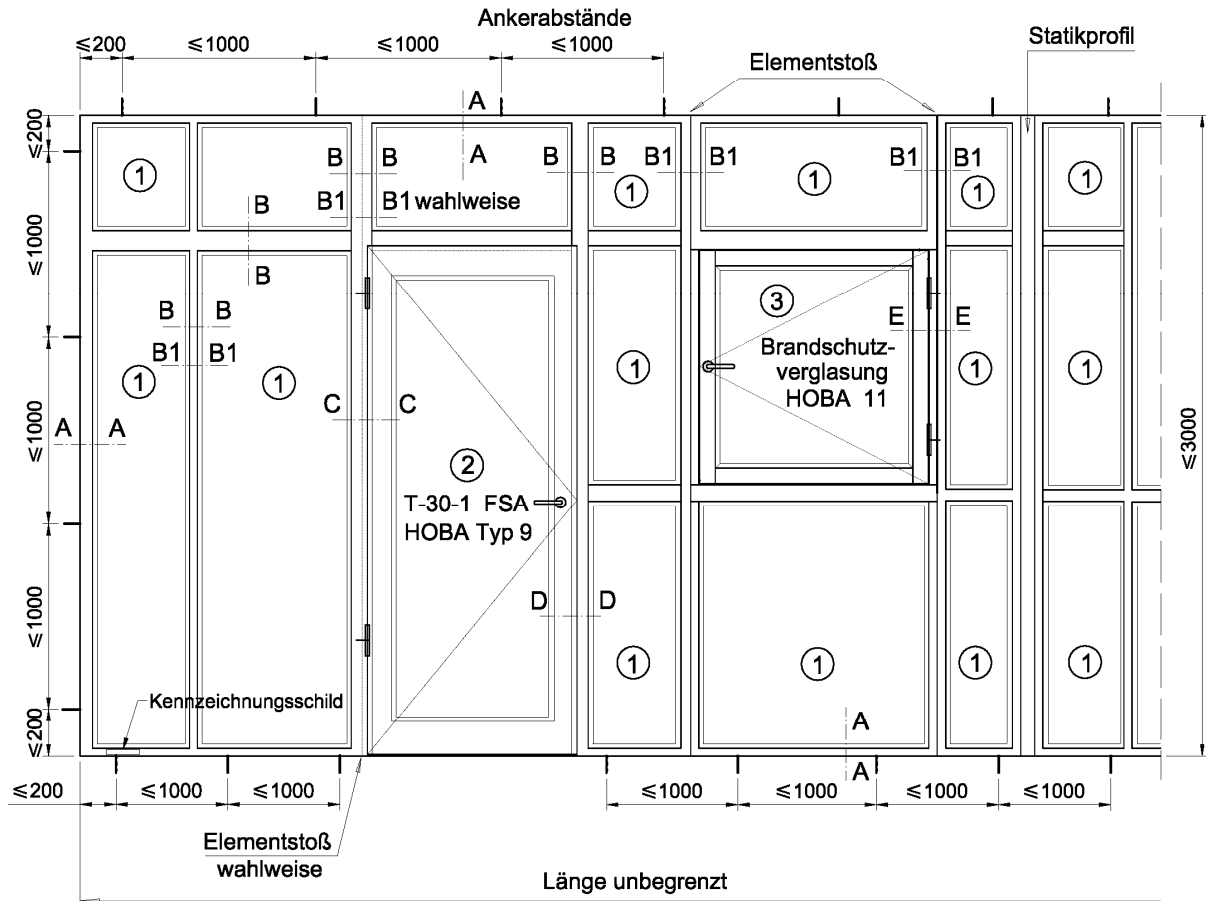 Ankerabstände
≤200
≤1000
≤1000
≤1000
Statikprofil
Elementstoß
A
A
≤200
≤1000
≤1000
≤1000
≤200
1
B
B
B1
B1 wahlweise
B
B
B1
B1
1
1
B1
B1
1
1
B
B
B
B
B1
B1
1
1
A
A
C
C
2
T-30-1 FSA
HOBA Typ 9
D
D
1
3
Brandschutz-
verglasung
HOBA 11
E
E
1
1
≤3000
1
1
1
1
A
A
Kennzeichnungsschild
≤200
≤1000
≤1000
≤1000
≤1000
≤1000
≤1000
Elementstoß
wahlweise
Länge unbegrenzt